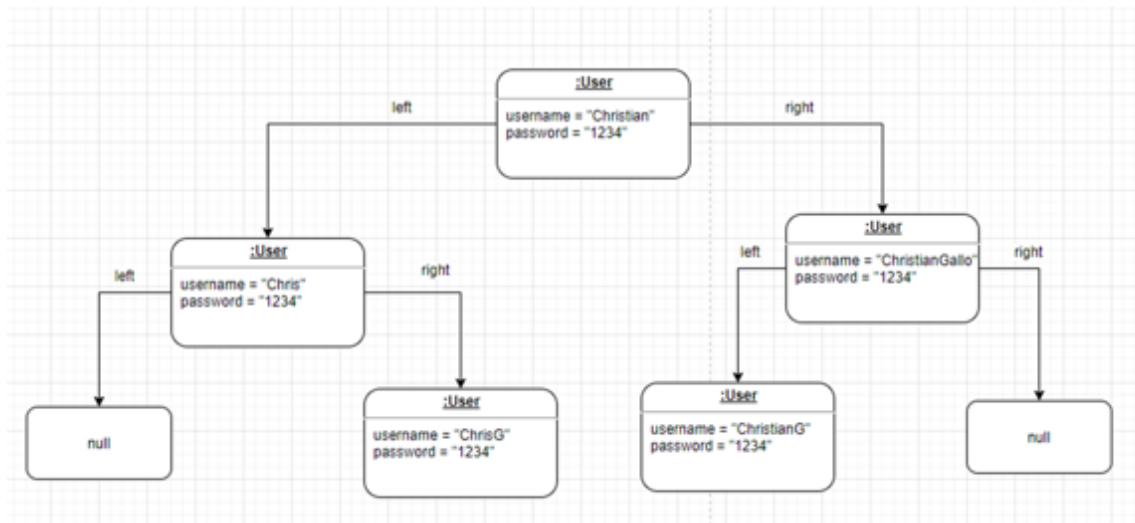 :User
username = "Christian"
password = "1234"
left
right
:User
username = "Chris"
password = "1234"
left
right
:User
username = "ChristianGallo"
password = "1234"
left
right
null
:User
username = "ChrisG"
password = "1234"
:User
username = "ChristianG"
password = "1234"
null